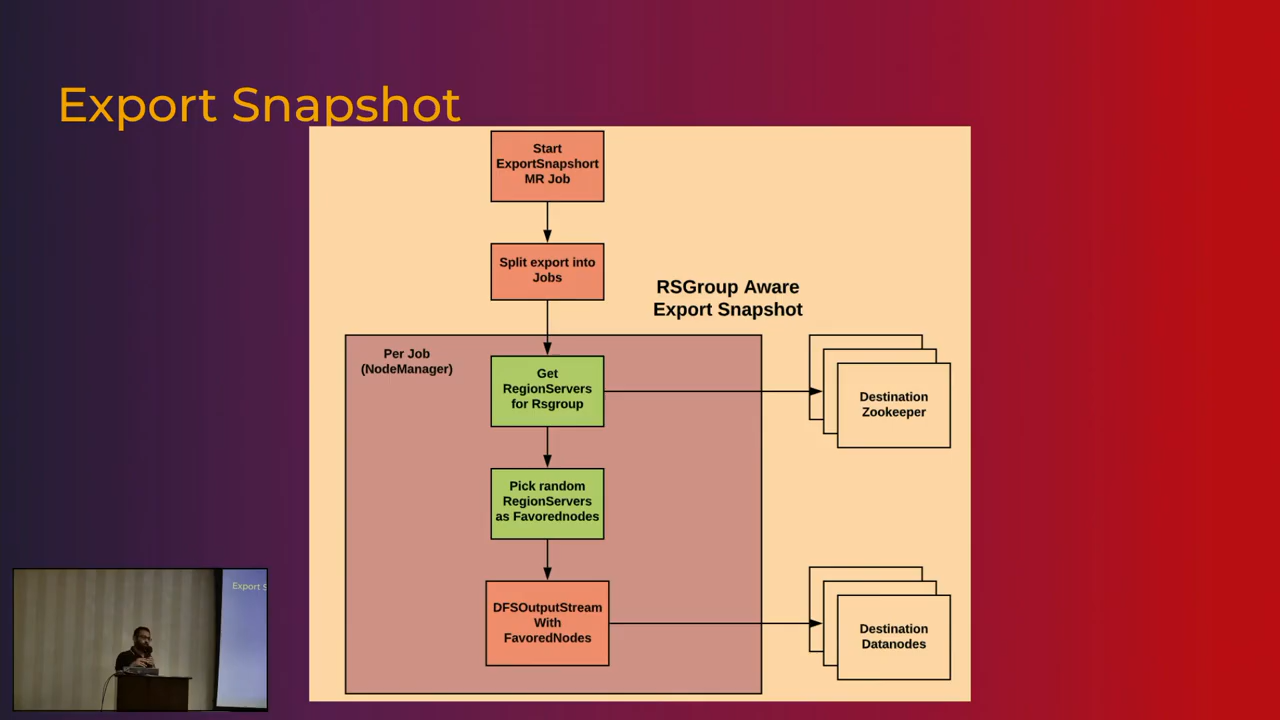 Export Snapshot
Start
ExportSnapshort
MR Job
Split export into
Jobs
RSGroup Aware
Export Snapshot
Per Job
(NodeManager)
Get
RegionServers
for Rsgroup
Destination
Zookeeper
Pick random
RegionServers
as Favorednodes
DFSOutputStream
With
FavoredNodes
Destination
Datanodes
Export S